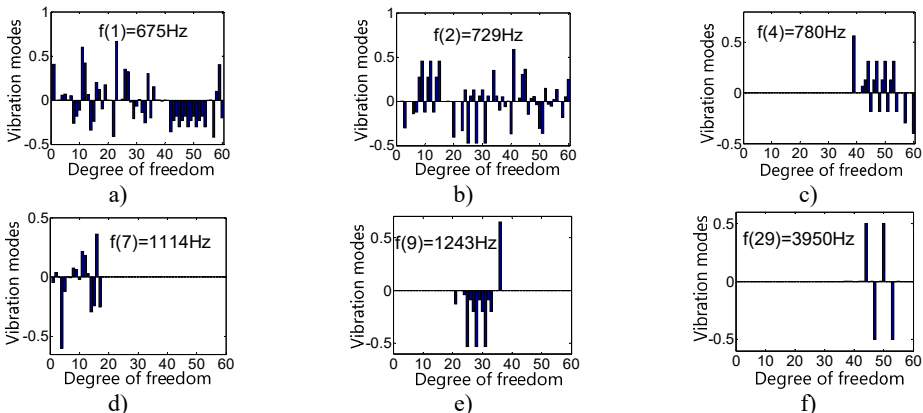 f(1)=675Hz
Vibration modes
1
0.5
0
-0.5
0 10 20 30 40 50 60
Degree of freedom
a)
f(2)=729Hz
Vibration modes
1
0.5
0
-0.5
0 10 20 30 40 50 60
Degree of freedom
b)
f(4)=780Hz
Vibration modes
0.5
0
-0.5
0 10 20 30 40 50 60
Degree of freedom
c)
f(7)=1114Hz
Vibration modes
0.5
0
-0.5
0 10 20 30 40 50 60
Degree of freedom
d)
f(9)=1243Hz
Vibration modes
0.5
0
-0.5
0 10 20 30 40 50 60
Degree of freedom
e)
f(29)=3950Hz
Vibration modes
0.5
0
-0.5
0 10 20 30 40 50 60
Degree of freedom
f)